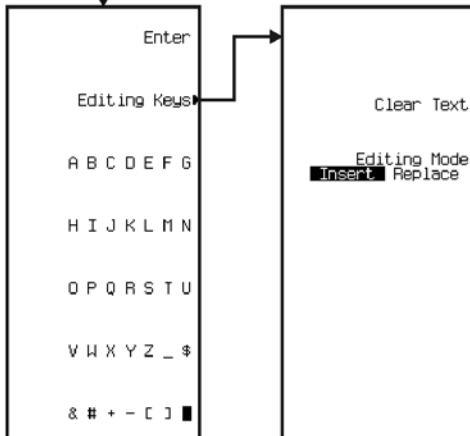 Enter
Editing Keys
A B C D E F G
H I J K L M N
O P Q R S T U
V W X Y Z _ $
& # + - [ ] █
Clear Text
Editing Mode
Insert Replace